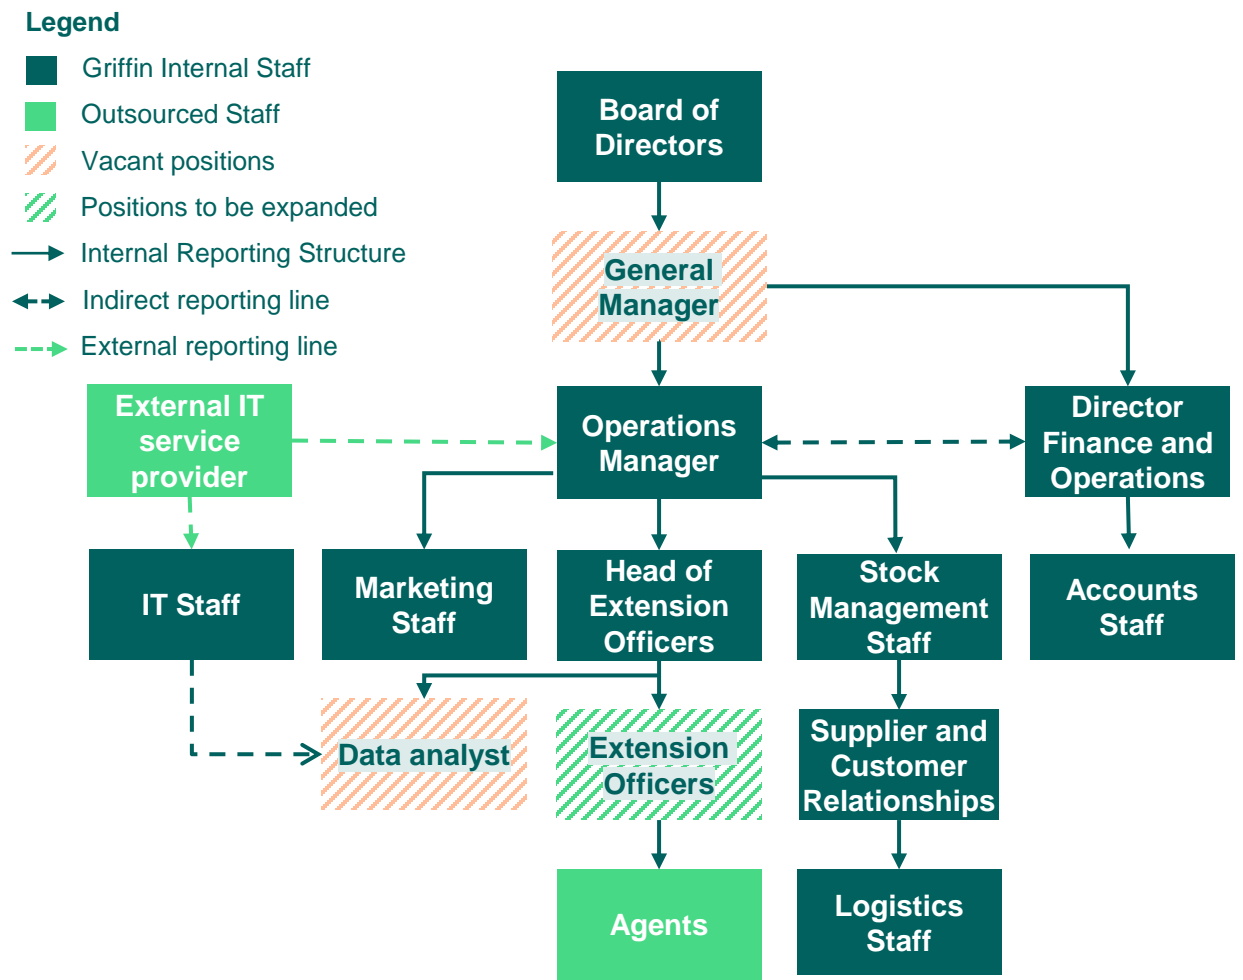 Legend
Griffin Internal Staff
Outsourced Staff
Vacant positions
Positions to be expanded
Internal Reporting Structure
Indirect reporting line
External reporting line
Board of
Directors
General
Manager
External IT
service
provider
Operations
Manager
Director
Finance and
Operations
IT Staff
Marketing
Staff
Head of
Extension
Officers
Stock
Management
Staff
Accounts
Staff
Data analyst
Extension
Officers
Supplier and
Customer
Relationships
Agents
Logistics
Staff